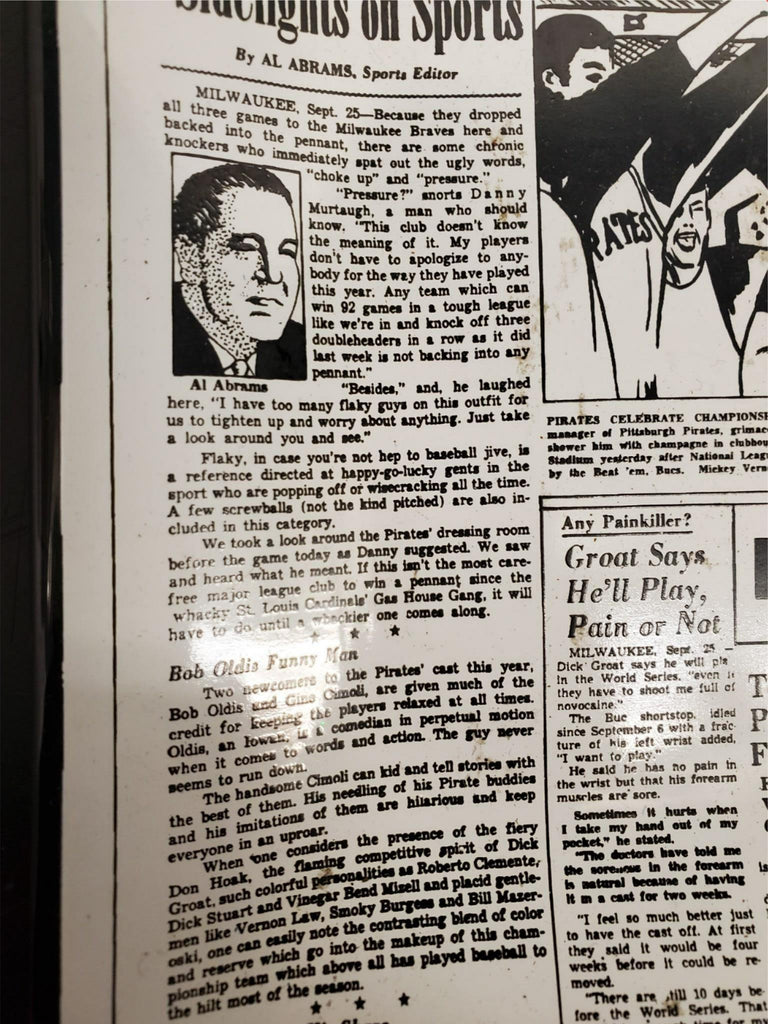 Sidelights on Sports
By AL ABRAMS, Sports Editor
MILWAUKEE, Sept. 25—Because they dropped
all three games to the Milwaukee Braves here and
backed into the pennant, there are some chronic
knockers who immediately spat out the ugly words,
"choke up" and "pressure."
"Pressure?" snorts Danny
Murtaugh, a man who should
know. "This club doesn't know
the meaning of it. My players
don't have to apologize to any-
body for the way they have played
this year. Any team which can
win 92 games in a tough league
like we're in and knock off three
doubleheaders in a row as it did
last week is not backing into any
pennant."
Al Abrams
"Besides," and, he laughed
here, "I have too many flaky guys on this outfit for
us to tighten up and worry about anything. Just take
a look around you and see."
Flaky, in case you're not hep to baseball jive, is
a reference directed at happy-go-lucky gents in the
sport who are popping off or wisecracking all the time.
A few screwballs (not the kind pitched) are also in-
cluded in this category.
We took a look around the Pirates' dressing room
before the game today as Danny suggested. We saw
and heard what he meant. If this isn't the most care-
free major league club to win a pennant since the
whacky St. Louis Cardinals' Gas House Gang, it will
have to do until a whackier one comes along.
Bob Oldis Funny Man
Two newcomers to the Pirates' cast this year,
Bob Oldis and Gino Cimoli, are given much of the
credit for keeping the players relaxed at all times.
Oldis, an Iowan, is a comedian in perpetual motion
when it comes to words and action. The guy never
seems to run down.
The handsome Cimoli can kid and tell stories with
the best of them. His needling of his Pirate buddies
and his imitations of them are hilarious and keep
everyone in an uproar.
When one considers the presence of the fiery
Don Hoak, the flaming competitive spirit of Dick
Groat, such colorful personalities as Roberto Clemente,
Dick Stuart and Vinegar Bend Mizell and placid gentle-
men like Vernon Law, Smoky Burgess and Bill Mazer-
oski, one can easily note the contrasting blend of color
and reserve which go into the makeup of this cham-
pionship team which above all has played baseball to
the hilt most of the season.
RATES
PIRATES CELEBRATE CHAMPIONS
manager of Pittsburgh Pirates, grimac
shower him with champagne in clubhou
Stadium yesterday after National Leag
by the Beat 'em, Bucs. Mickey Vern
Any Painkiller?
Groat Says
He'll Play,
Pain or Not
MILWAUKEE, Sept. 25 —
Dick Groat says he will pla
in the World Series, "even if
they have to shoot me full of
novocaine."
The Buc shortstop, idled
since September 6 with a frac-
ture of his left wrist added,
"I want to play."
He said he has no pain in
the wrist but that his forearm
muscles are sore.
Sometimes it hurts when
I take my hand out of my
pocket," he stated.
"The doctors have told me
the soreness in the forearm
is natural because of having
it in a cast for two weeks.
"I feel so much better just
to have the cast off. At first
they said it would be four
weeks before it could be re-
moved.
"There are still 10 days be-
fore the World Series. That
T
P
F